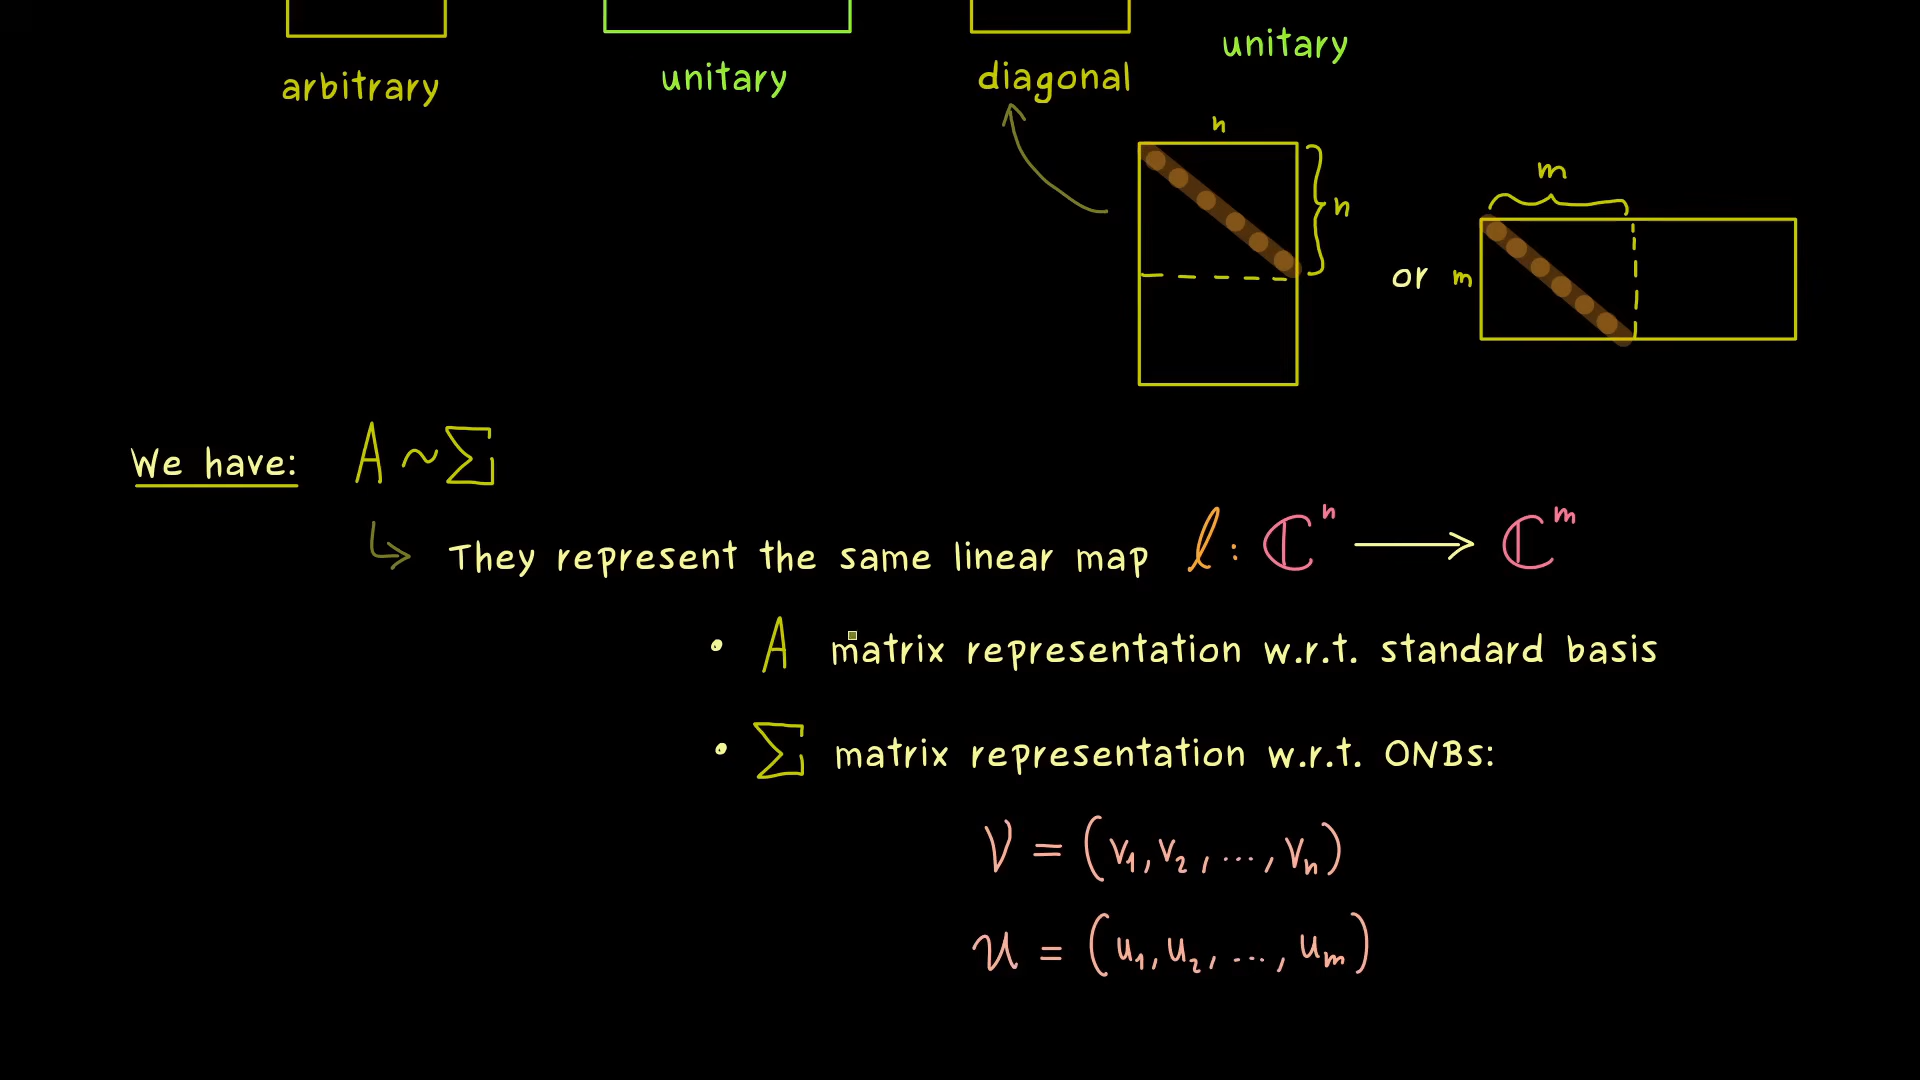 arbitrary unitary diagonal unitary
n
n
m
or m
We have: A ~ Σ
They represent the same linear map ℓ : ℂⁿ ⟶ ℂᵐ
• A matrix representation w.r.t. standard basis
• Σ matrix representation w.r.t. ONBs:
𝒱 = (v₁, v₂, ..., vₙ)
𝒰 = (u₁, u₂, ..., uₘ)